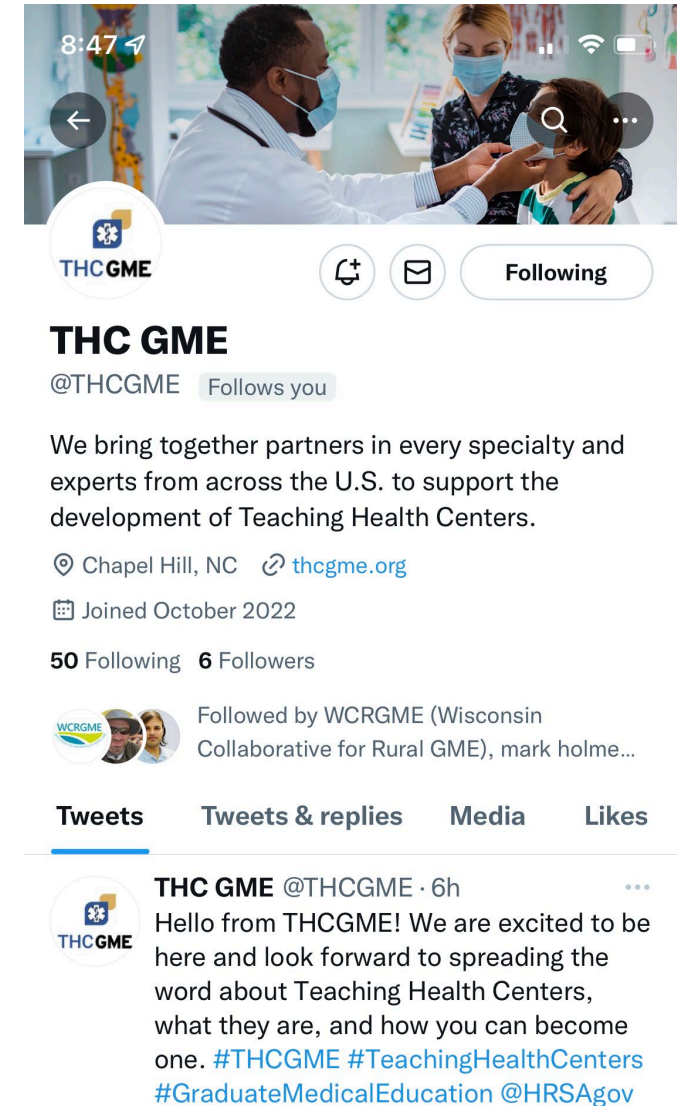 8:47
THCGME
Following
THC GME
@THCGME Follows you
We bring together partners in every specialty and
experts from across the U.S. to support the
development of Teaching Health Centers.
Chapel Hill, NC thcgme.org
Joined October 2022
50 Following 6 Followers
WCRGME
Followed by WCRGME (Wisconsin
Collaborative for Rural GME), mark holme...
Tweets Tweets & replies Media Likes
THC GME @THCGME · 6h
THCGME
Hello from THCGME! We are excited to be
here and look forward to spreading the
word about Teaching Health Centers,
what they are, and how you can become
one. #THCGME #TeachingHealthCenters
#GraduateMedicalEducation @HRSAgov